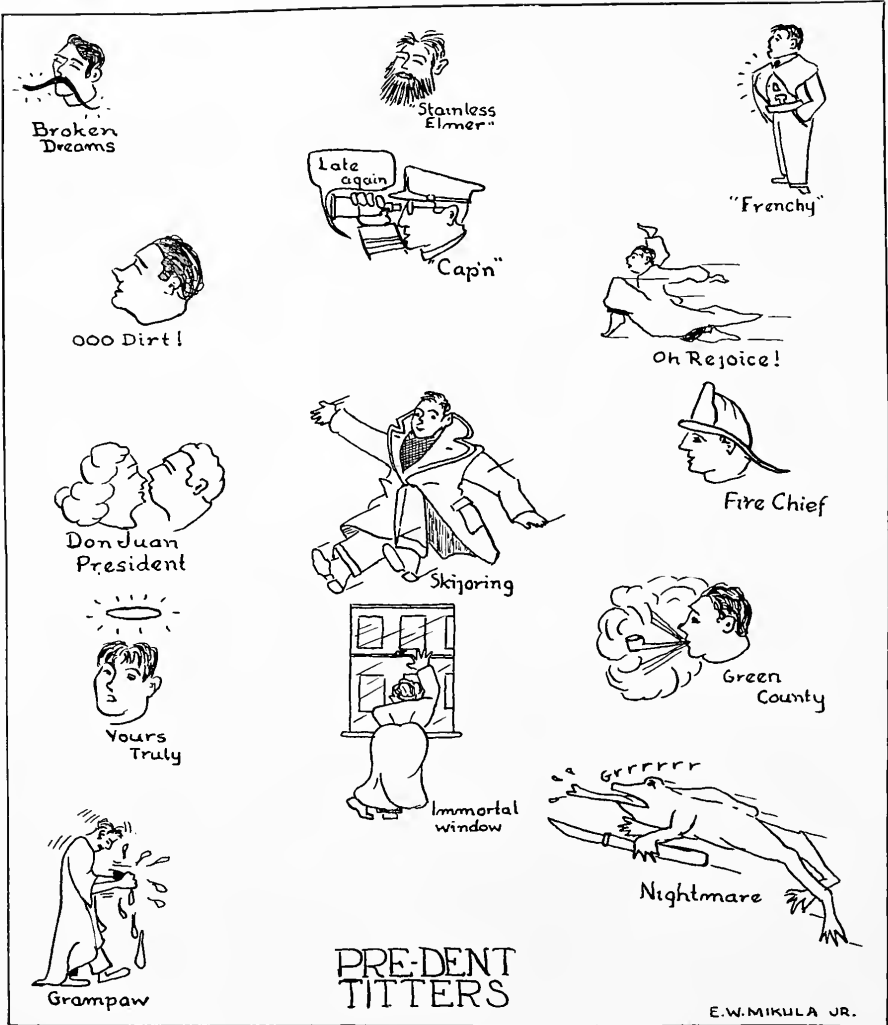 Broken
Dreams
"Stainless
Elmer"
"Frenchy"
Late
again
"Cap'n"
OOO Dirt!
Oh Rejoice!
Don Juan
President
Skijoring
Fire Chief
Yours
Truly
Immortal
window
Green
County
Grrrrrr
Nightmare
Grampaw
PRE-DENT
TITTERS
E.W. MIKULA JR.